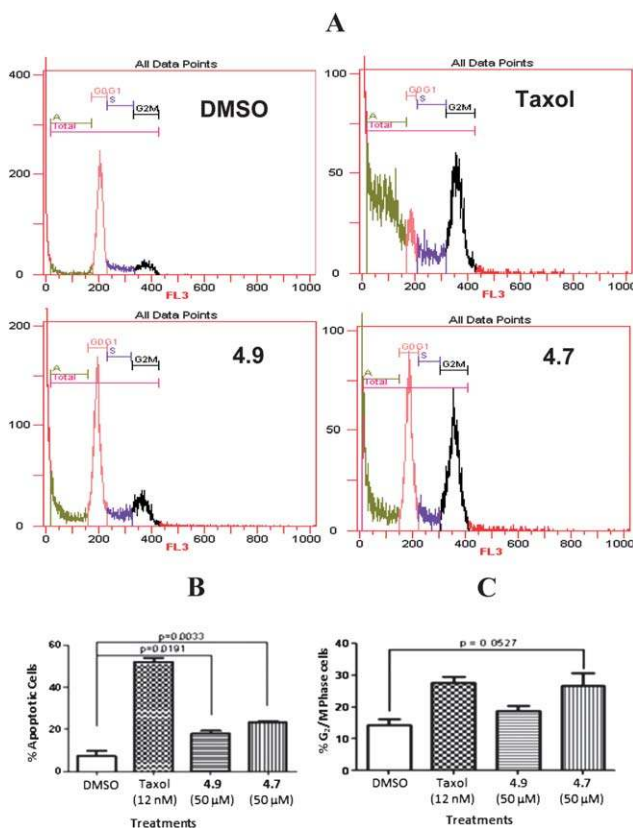 A
All Data Points
400
200
0
A
Total
G0G1
S
G2M
DMSO
0 200 400 600 800 1000
FL3
All Data Points
100
50
0
A
Total
G0G1
S
G2M
Taxol
0 200 400 600 800 1000
FL3
All Data Points
200
100
0
A
Total
G0G1
S
G2M
4.9
0 200 400 600 800 1000
FL3
All Data Points
100
50
0
A
Total
G0G1
S
G2M
4.7
0 200 400 600 800 1000
FL3
B
% Apoptotic Cells
60
40
20
0
p=0.0033
p=0.0191
DMSO Taxol 4.9 4.7
(12 nM) (50 µM) (50 µM)
Treatments
C
% G₂/M Phase cells
40
30
20
10
0
p = 0.0527
DMSO Taxol 4.9 4.7
(12 nM) (50 µM) (50 µM)
Treatments